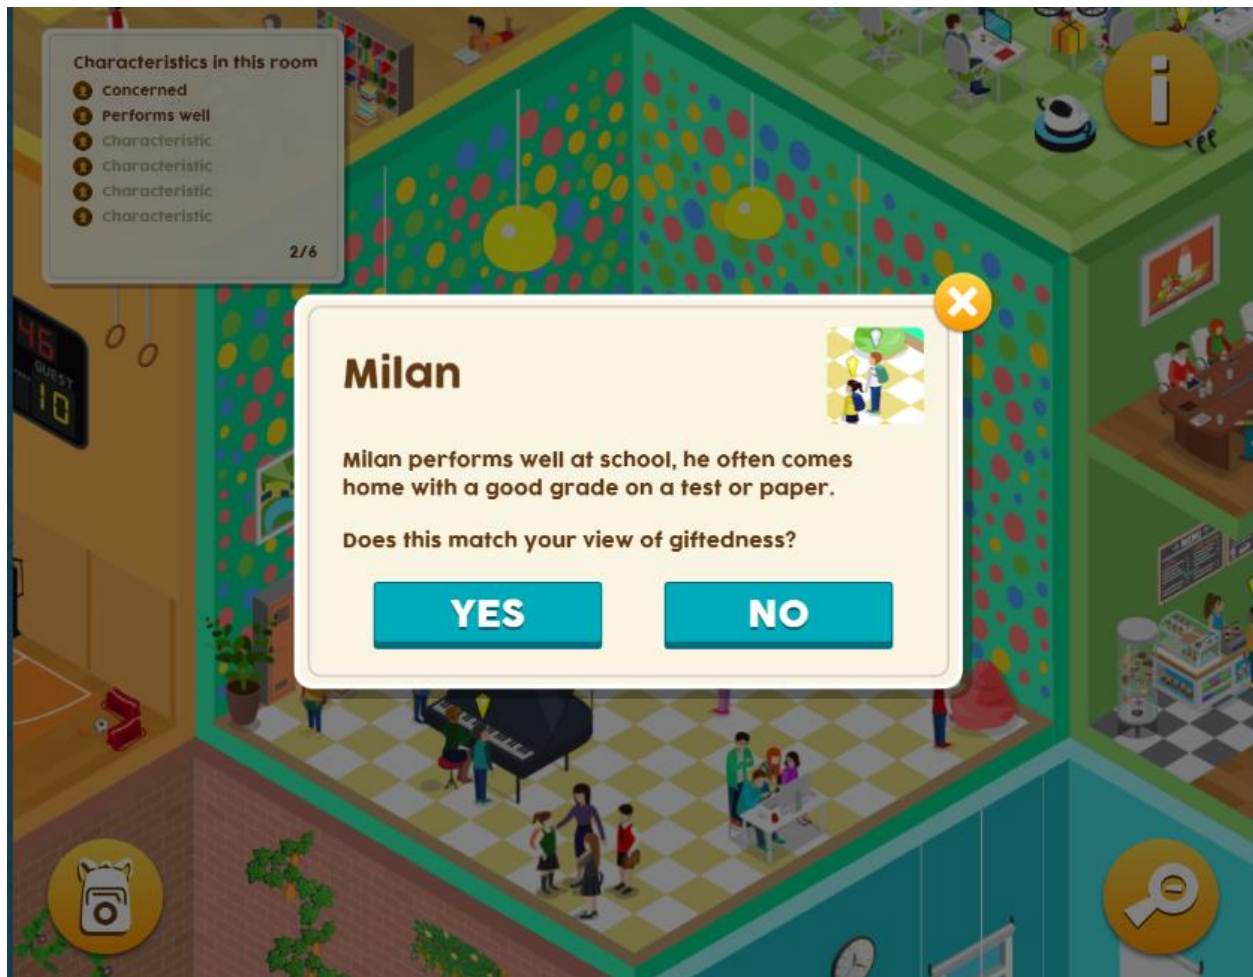 Characteristics in this room
Concerned
Performs well
Characteristic
Characteristic
Characteristic
Characteristic
2/6
i
46
GUEST
10
MENU
Milan
Milan performs well at school, he often comes
home with a good grade on a test or paper.
Does this match your view of giftedness?
YES
NO